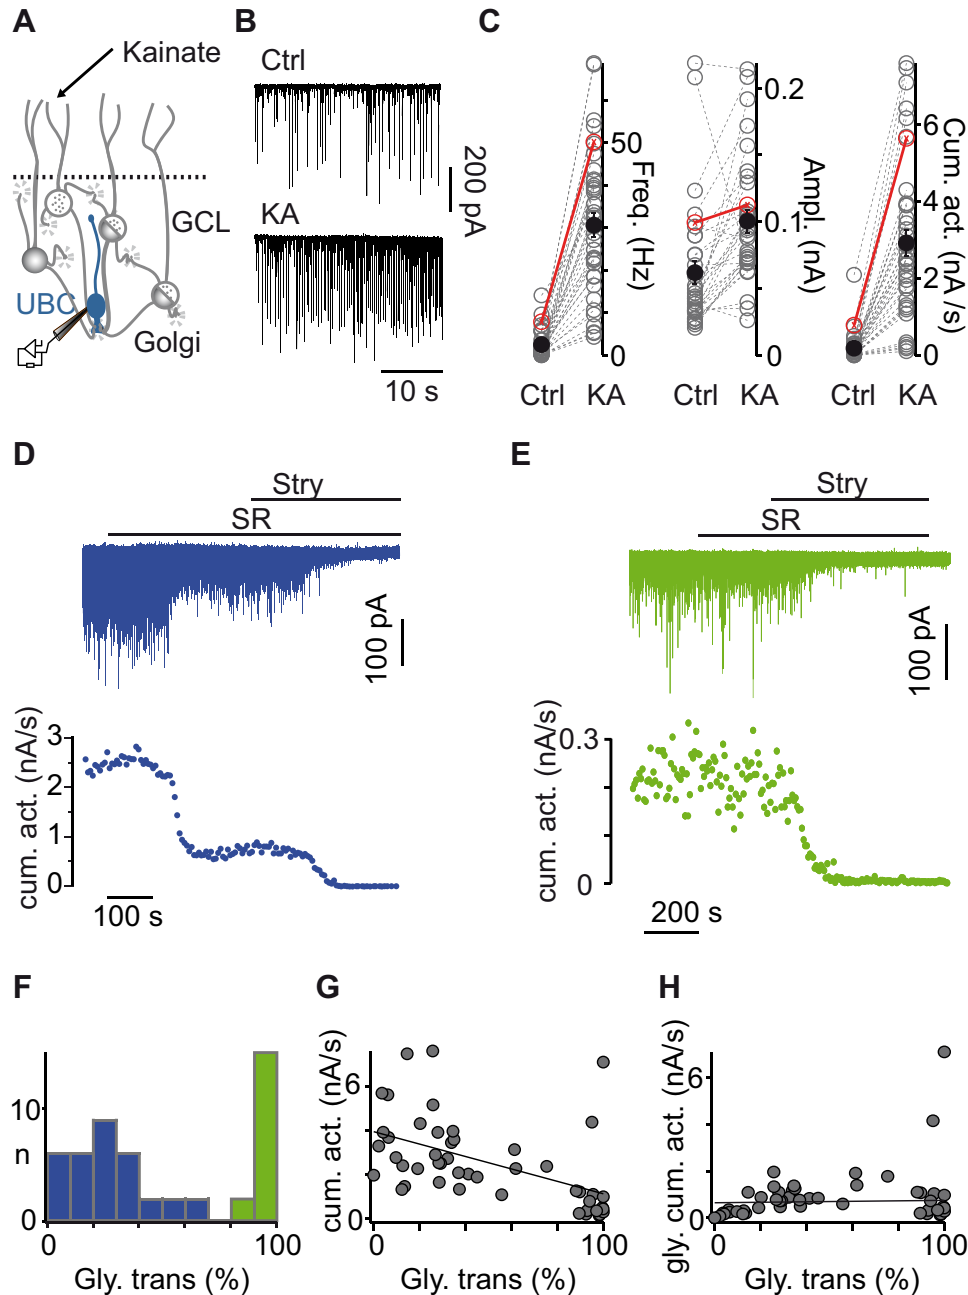 A
Kainate
GCL
UBC
Golgi
B
Ctrl
200 pA
KA
10 s
C
50
0
Freq. (Hz)
Ctrl KA
0.2
0.1
0
Ampl. (nA)
Ctrl KA
6
4
2
0
Cum. act. (nA/s)
Ctrl KA
D
Stry
SR
100 pA
cum. act. (nA/s)
3
2
1
0
100 s
E
Stry
SR
100 pA
cum. act. (nA/s)
0.3
0
200 s
F
10
n
0
0 100
Gly. trans (%)
G
cum. act. (nA/s)
6
0
0 100
Gly. trans (%)
H
gly. cum. act. (nA/s)
6
0
0 100
Gly. trans (%)